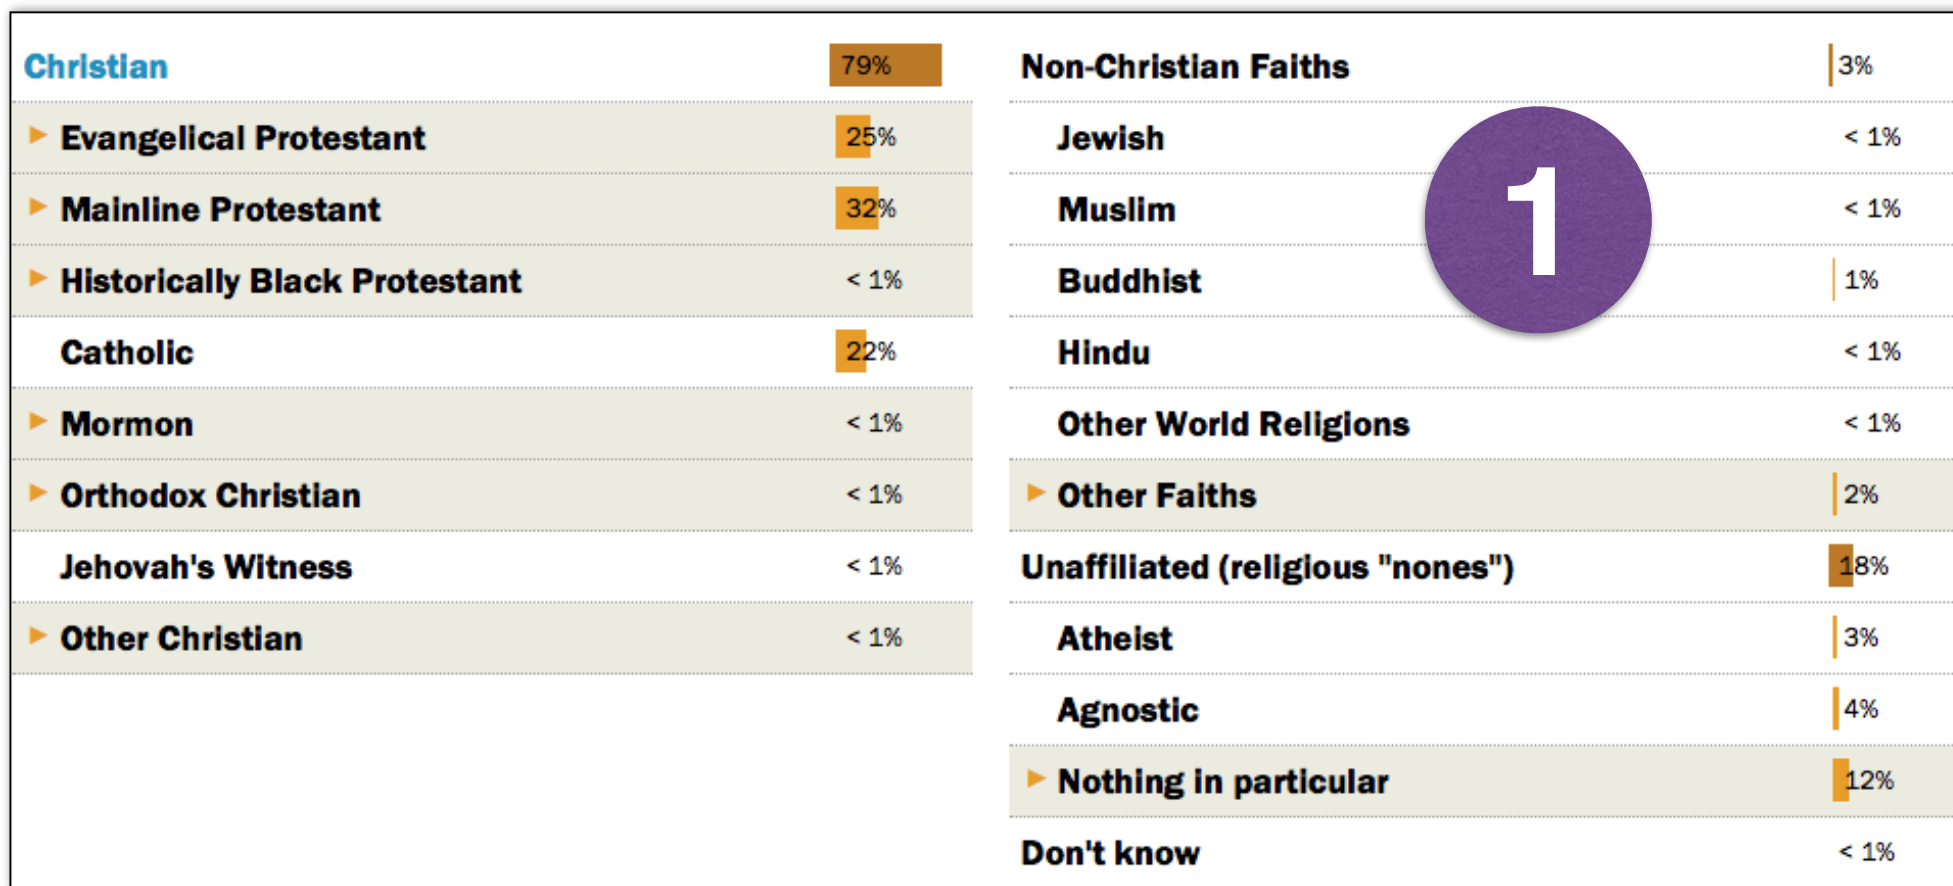 Christian 79%
Evangelical Protestant 25%
Mainline Protestant 32%
Historically Black Protestant < 1%
Catholic 22%
Mormon < 1%
Orthodox Christian < 1%
Jehovah's Witness < 1%
Other Christian < 1%
Non-Christian Faiths 3%
Jewish < 1%
Muslim < 1%
1
Buddhist 1%
Hindu < 1%
Other World Religions < 1%
Other Faiths 2%
Unaffiliated (religious "nones") 18%
Atheist 3%
Agnostic 4%
Nothing in particular 12%
Don't know < 1%